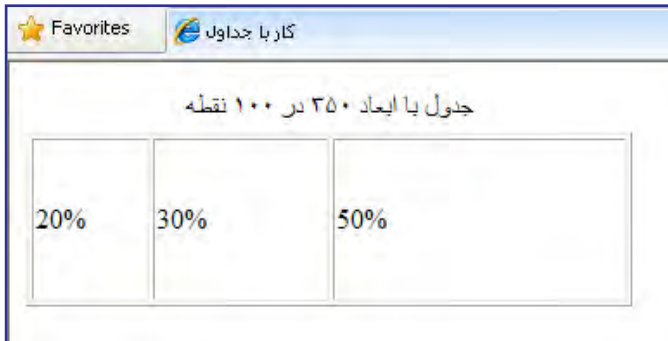 Favorites
کار با جداول
جدول با ابعاد ۳۵۰ در ۱۰۰ نقطه
20% 30% 50%